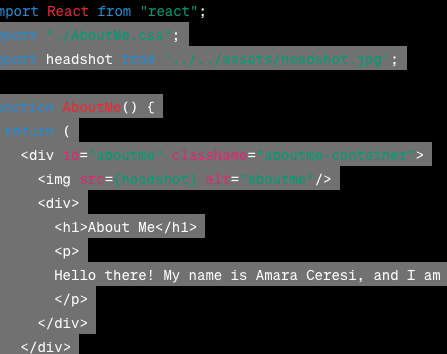 mport React from "react";
mport "./AboutMe.css";
mport headshot from "../../assets/headshot.jpg";
unction AboutMe() {
return (
<div id="aboutme" className="aboutme-container">
<img src={headshot} alt="aboutme"/>
<div>
<h1>About Me</h1>
<p>
Hello there! My name is Amara Ceresi, and I am
</p>
</div>
</div>